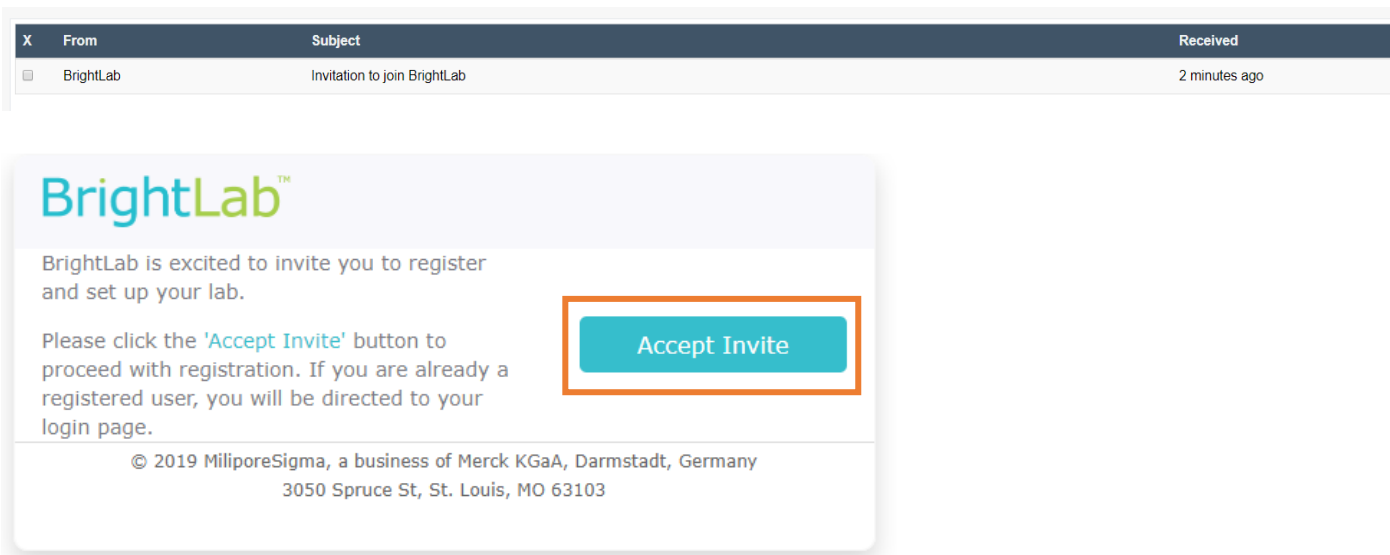 X From Subject Received
BrightLab Invitation to join BrightLab 2 minutes ago
BrightLab™
BrightLab is excited to invite you to register
and set up your lab.
Please click the 'Accept Invite' button to
proceed with registration. If you are already a
registered user, you will be directed to your
login page.
Accept Invite
© 2019 MiliporeSigma, a business of Merck KGaA, Darmstadt, Germany
3050 Spruce St, St. Louis, MO 63103